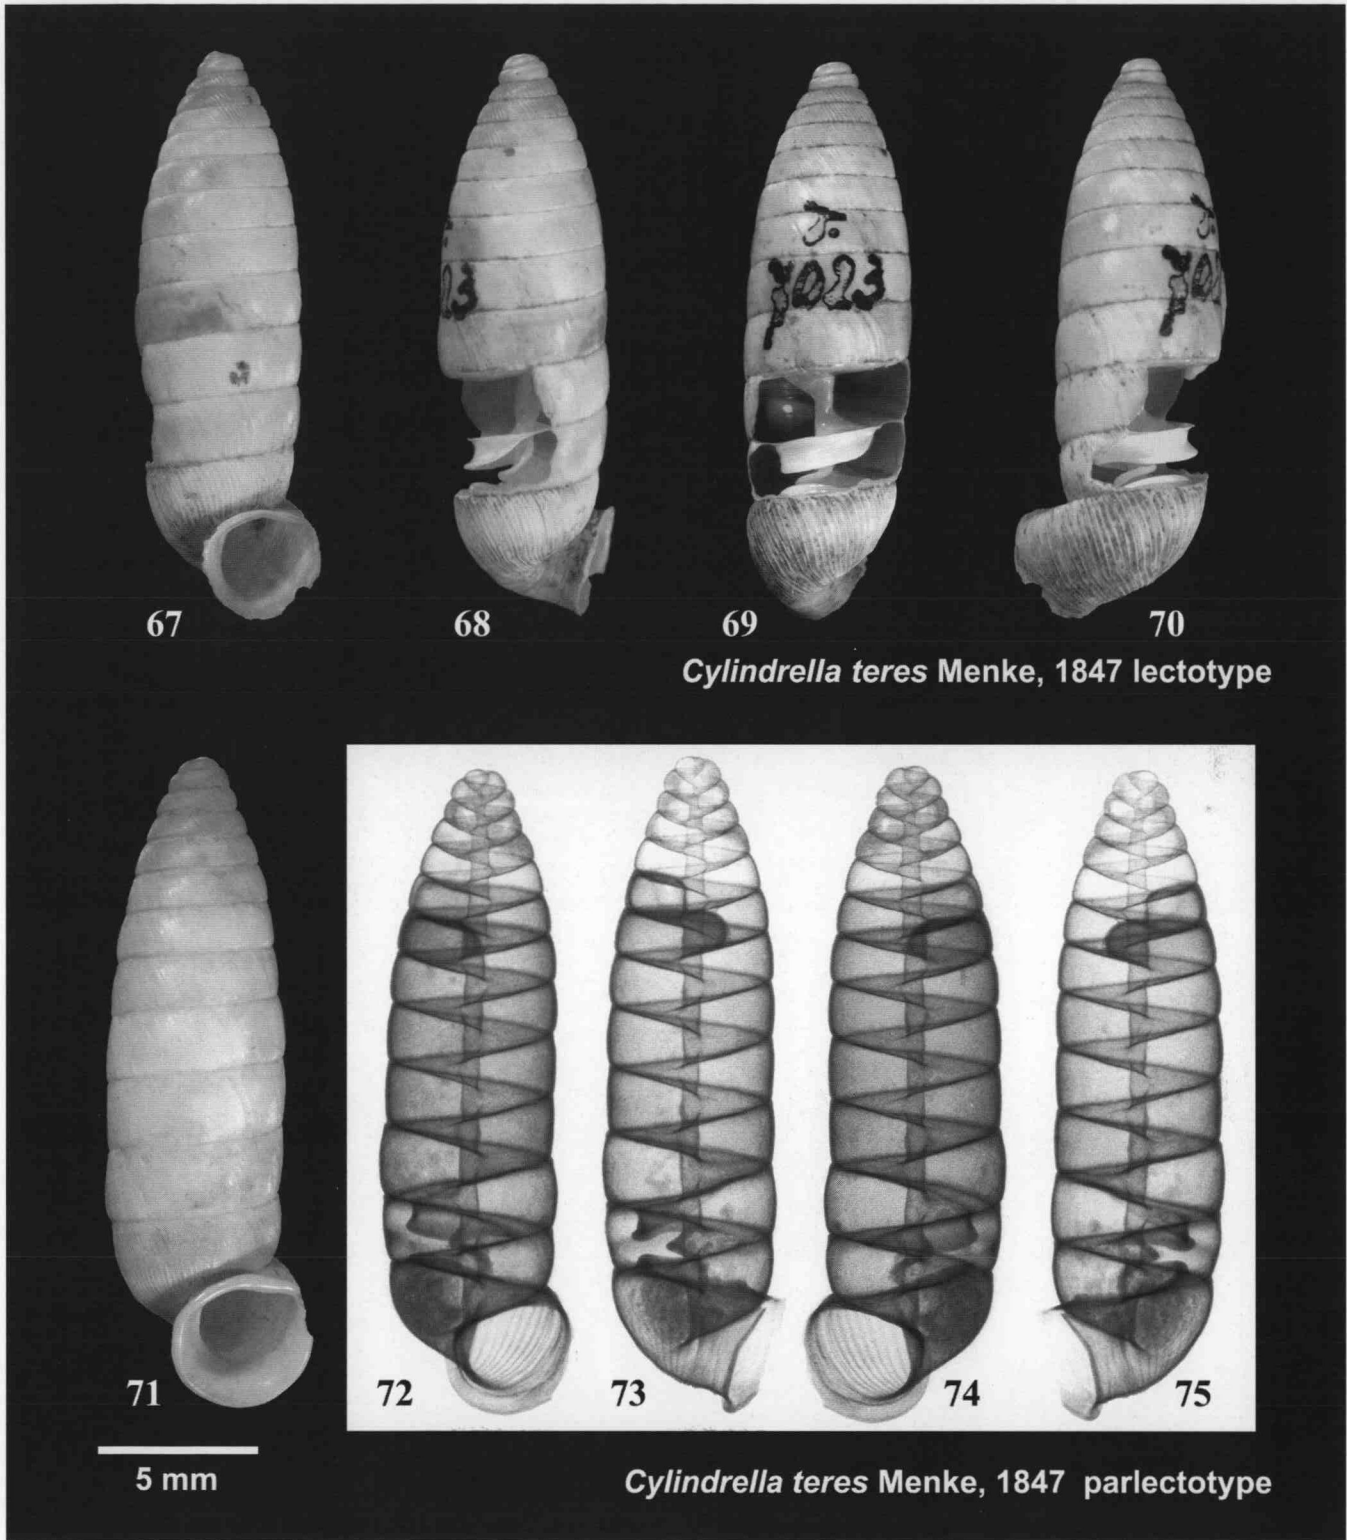 J.
7023
67 68 69 70
Cylindrella teres Menke, 1847 lectotype
71 72 73 74 75
5 mm
Cylindrella teres Menke, 1847 parlectotype